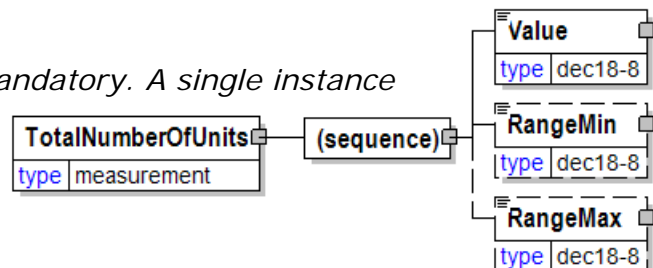 Value
type dec18-8
andatory. A single instance
RangeMin
type dec18-8
TotalNumberOfUnits
type measurement
(sequence)
RangeMax
type dec18-8